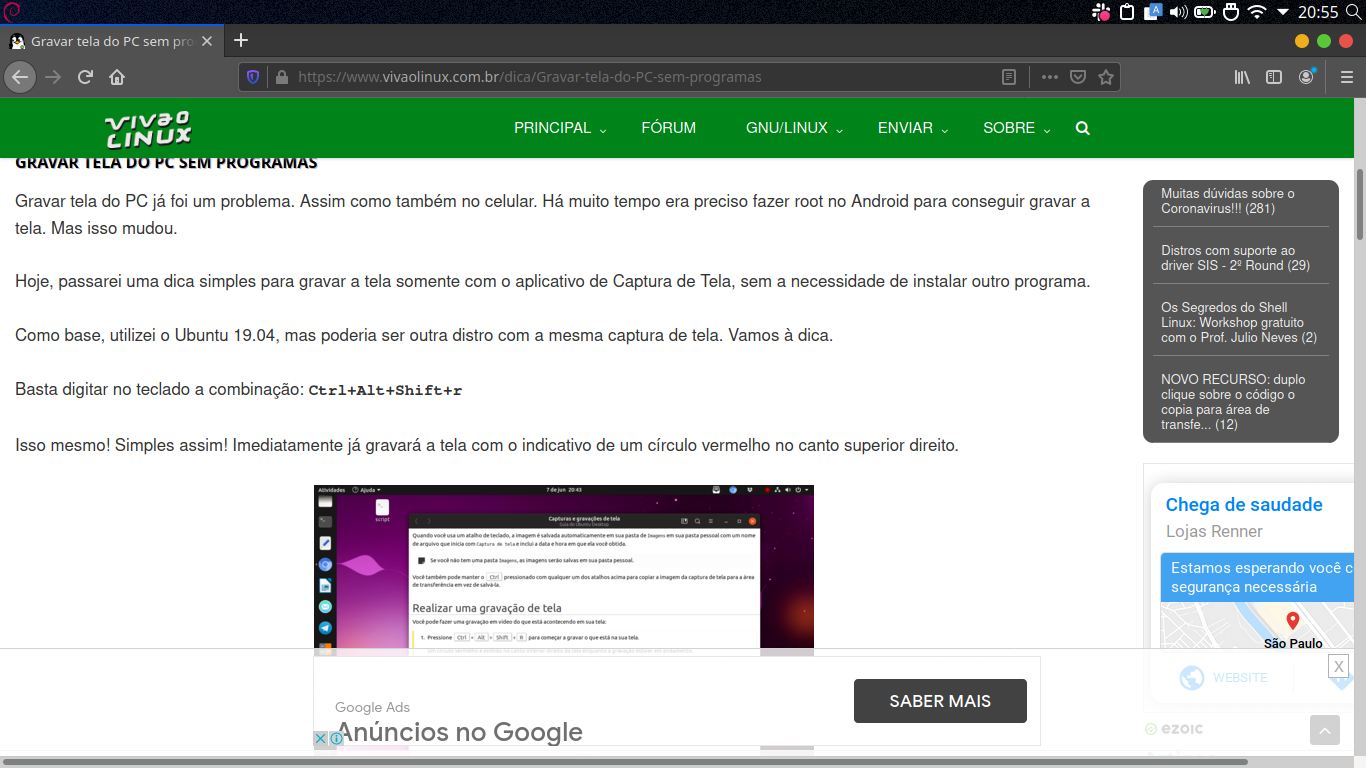 20:55
Gravar tela do PC sem pro
https://www.vivaolinux.com.br/dica/Gravar-tela-do-PC-sem-programas
VIVA O
LINUX
PRINCIPAL
FÓRUM
GNU/LINUX
ENVIAR
SOBRE
GRAVAR TELA DO PC SEM PROGRAMAS
Gravar tela do PC já foi um problema. Assim como também no celular. Há muito tempo era preciso fazer root no Android para conseguir gravar a
tela. Mas isso mudou.
Hoje, passarei uma dica simples para gravar a tela somente com o aplicativo de Captura de Tela, sem a necessidade de instalar outro programa.
Como base, utilizei o Ubuntu 19.04, mas poderia ser outra distro com a mesma captura de tela. Vamos à dica.
Basta digitar no teclado a combinação: Ctrl+Alt+Shift+r
Isso mesmo! Simples assim! Imediatamente já gravará a tela com o indicativo de um círculo vermelho no canto superior direito.
Atividades
Ajuda
7 de jun 20:43
script
Capturas e gravações de tela
Guia do Ubuntu Desktop
Quando você usa um atalho de teclado, a imagem é salvada automaticamente em sua pasta de Imagens em sua pasta pessoal com um nome
de arquivo que inicia com Captura de tela e inclui a data e hora em que ela você obtida.
Se você não tem uma pasta Imagens, as imagens serão salvas em sua pasta pessoal.
Você também pode manter o Ctrl pressionado com qualquer um dos atalhos acima para copiar a imagem da captura de tela para a área
de transferência em vez de salvá-la.
Realizar uma gravação de tela
Você pode fazer uma gravação em vídeo do que está acontecendo em sua tela:
1. Pressione Ctrl + Alt + Shift + R para começar a gravar o que está na sua tela.
Muitas dúvidas sobre o
Coronavirus!!! (281)
Distros com suporte ao
driver SIS - 2º Round (29)
Os Segredos do Shell
Linux: Workshop gratuito
com o Prof. Julio Neves (2)
NOVO RECURSO: duplo
clique sobre o código o
copia para área de
transfe... (12)
Chega de saudade
Lojas Renner
Estamos esperando você c
segurança necessária
São Paulo
WEBSITE
X
ezoic
Google Ads
Anúncios no Google
SABER MAIS